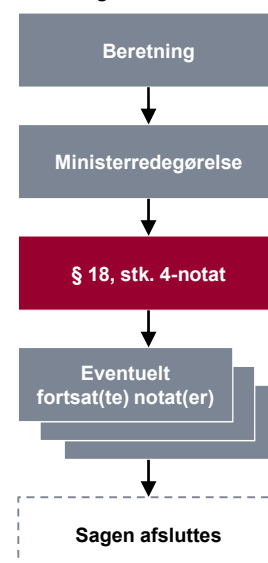 Beretning
Ministerredegørelse
§ 18, stk. 4-notat
Eventuelt
fortsat(te) notat(er)
Sagen afsluttes